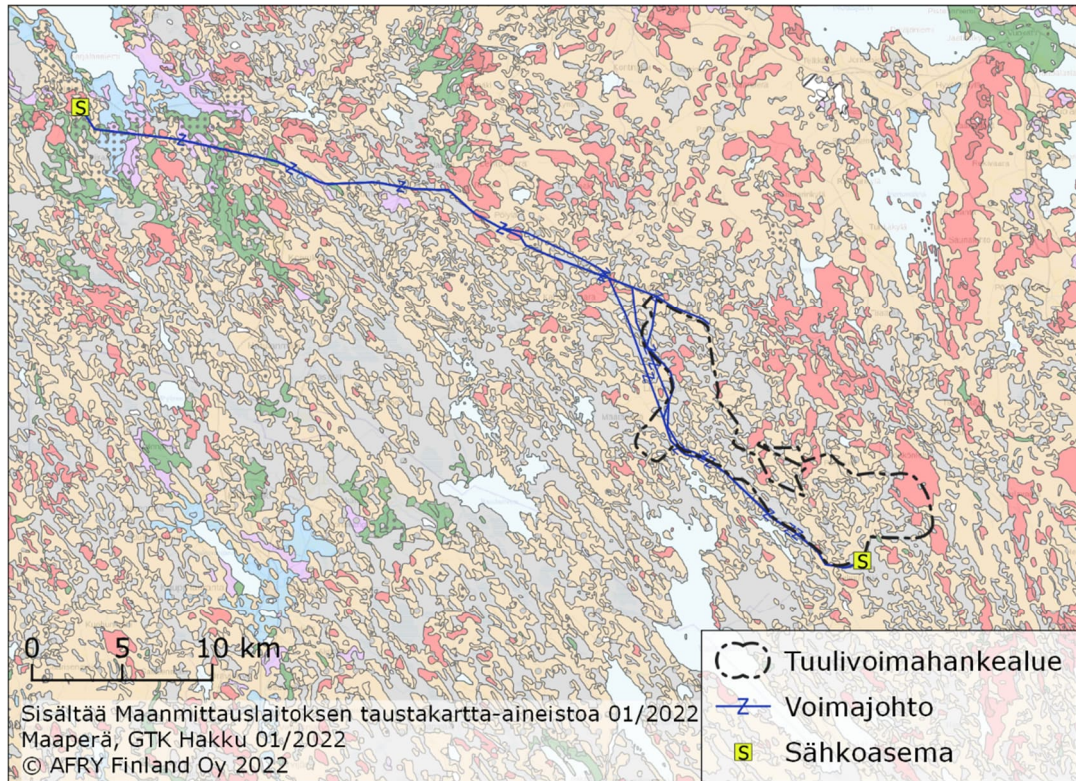 S
S
0 5 10 km
Sisältää Maanmittauslaitoksen taustakartta-aineistoa 01/2022
Maaperä, GTK Hakku 01/2022
© AFRY Finland Oy 2022
Tuulivoimahankealue
Z Voimajohto
S Sähkoasema